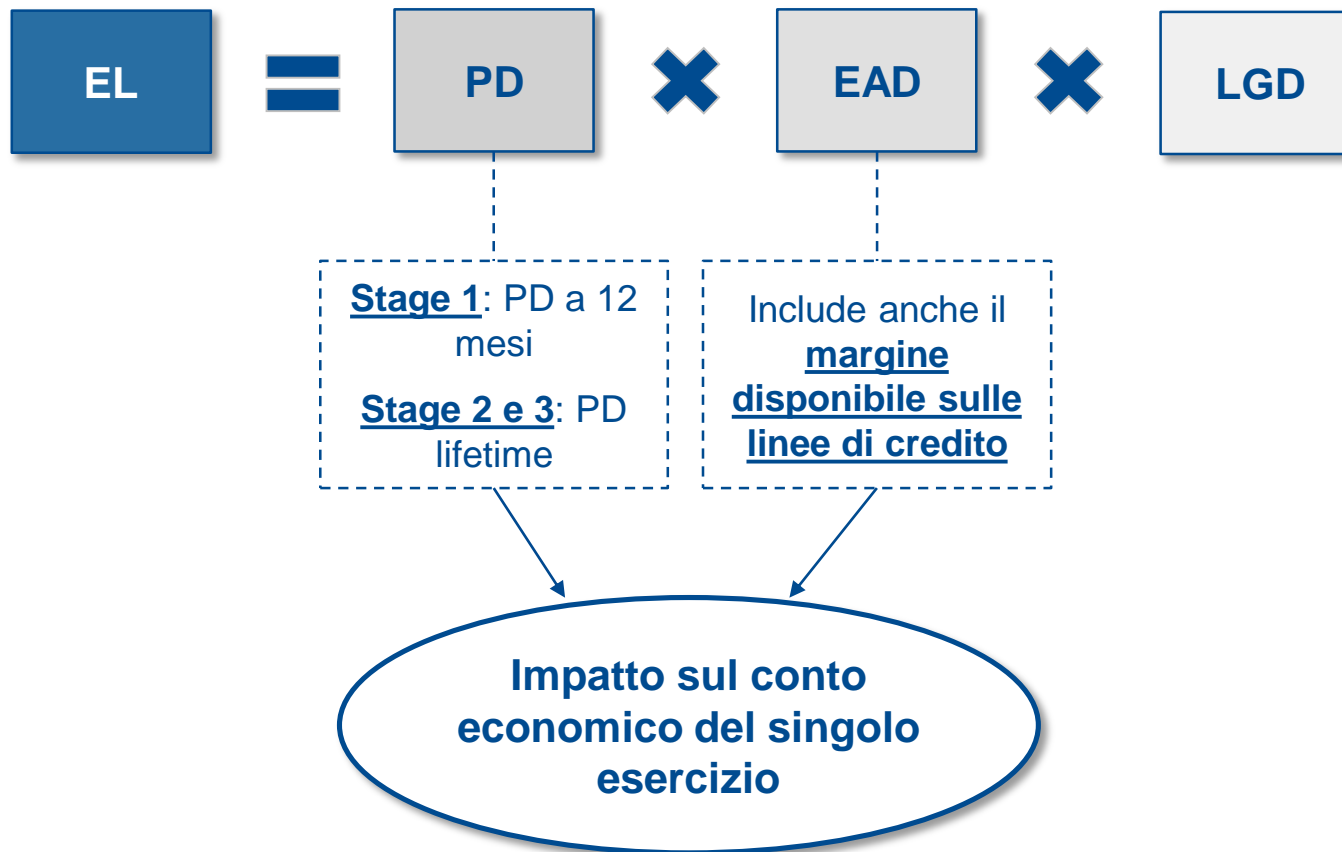 EL = PD × EAD × LGD
Stage 1: PD a 12
mesi
Stage 2 e 3: PD
lifetime
Include anche il
margine
disponibile sulle
linee di credito
Impatto sul conto
economico del singolo
esercizio